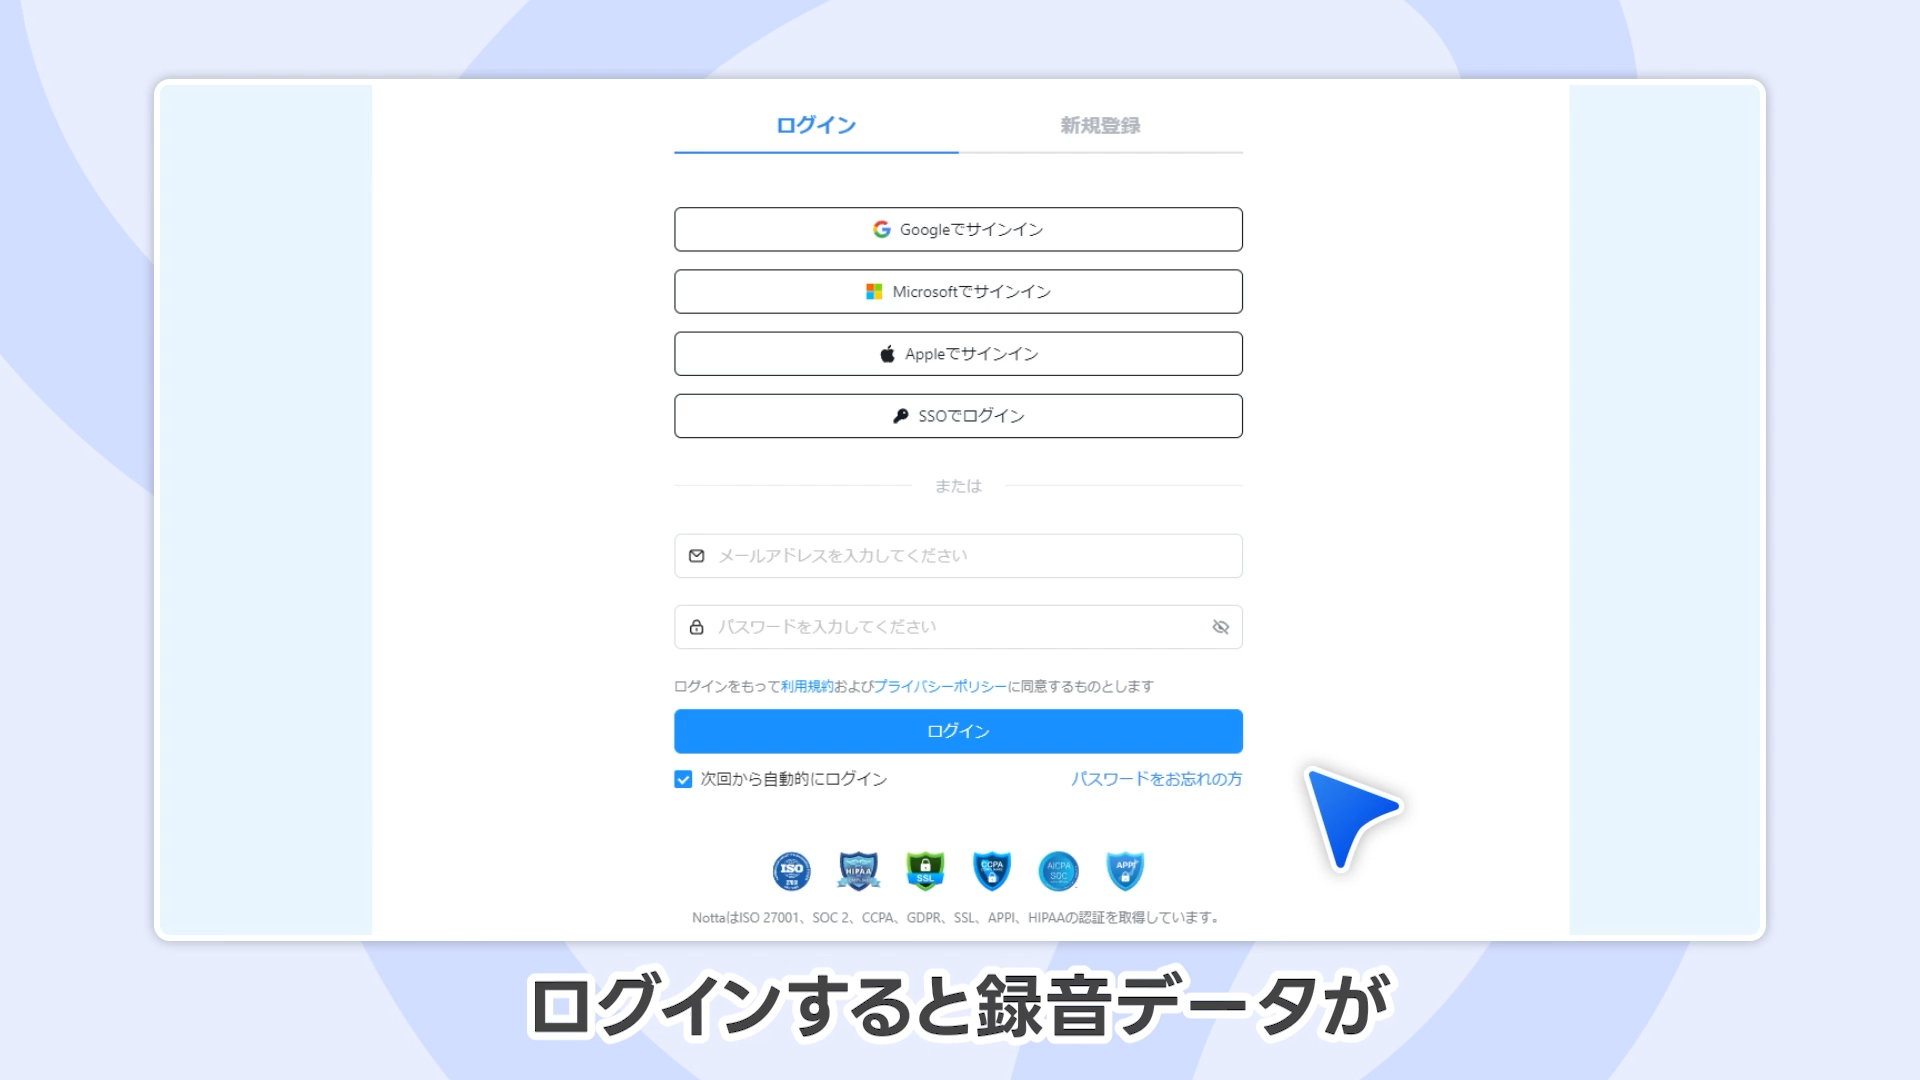 ログイン
新規登録
Googleでサインイン
Microsoftでサインイン
Appleでサインイン
SSOでログイン
または
メールアドレスを入力してください
パスワードを入力してください
ログインをもって利用規約およびプライバシーポリシーに同意するものとします
ログイン
次回から自動的にログイン
パスワードをお忘れの方
ISO
HIPAA
SSL
CCPA
AICPA
SOC
APPI
NottaはISO 27001、SOC 2、CCPA、GDPR、SSL、APPI、HIPAAの認証を取得しています。
ログインすると録音データが